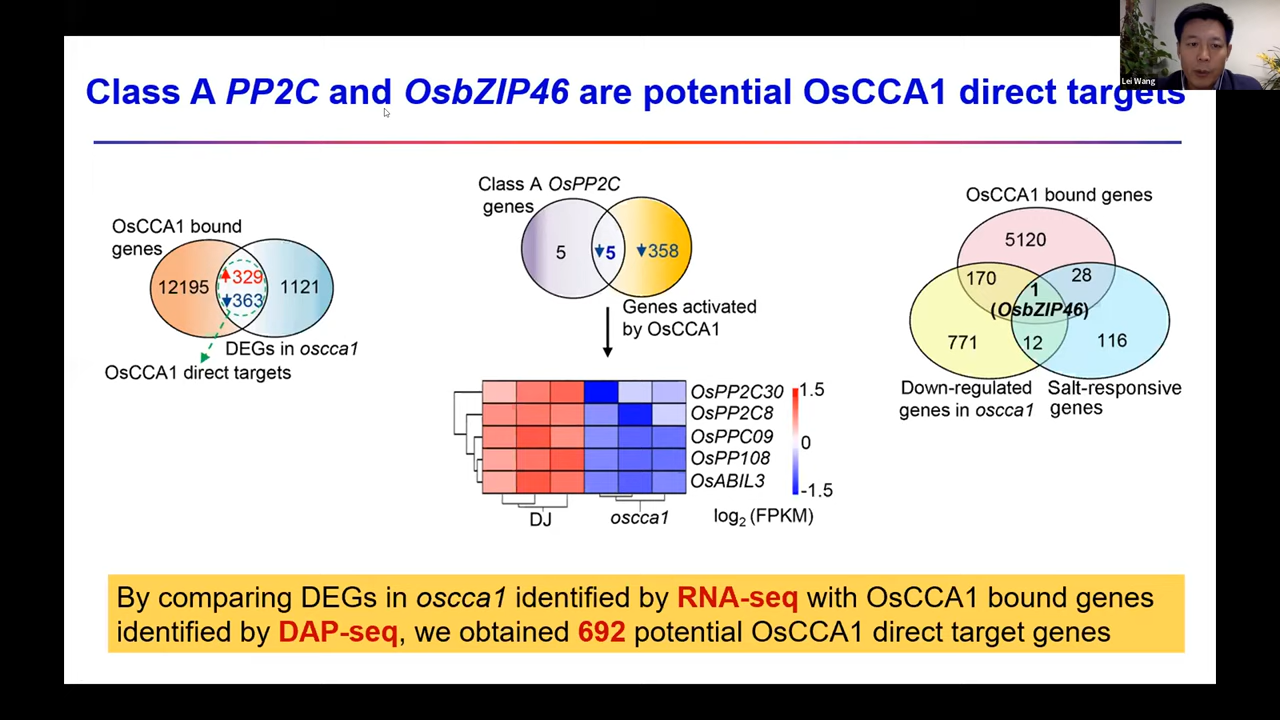 Lei Wang
Class A PP2C and OsbZIP46 are potential OsCCA1 direct targets
OsCCA1 bound
genes
12195
↑329
↓363
1121
DEGs in oscca1
OsCCA1 direct targets
Class A OsPP2C
genes
5
↓5
↓358
Genes activated
by OsCCA1
OsPP2C30
OsPP2C8
OsPPC09
OsPP108
OsABIL3
DJ
oscca1
1.5
0
-1.5
log2 (FPKM)
OsCCA1 bound genes
5120
170
28
1
(OsbZIP46)
771
12
116
Down-regulated
genes in oscca1
Salt-responsive
genes
By comparing DEGs in oscca1 identified by RNA-seq with OsCCA1 bound genes
identified by DAP-seq, we obtained 692 potential OsCCA1 direct target genes